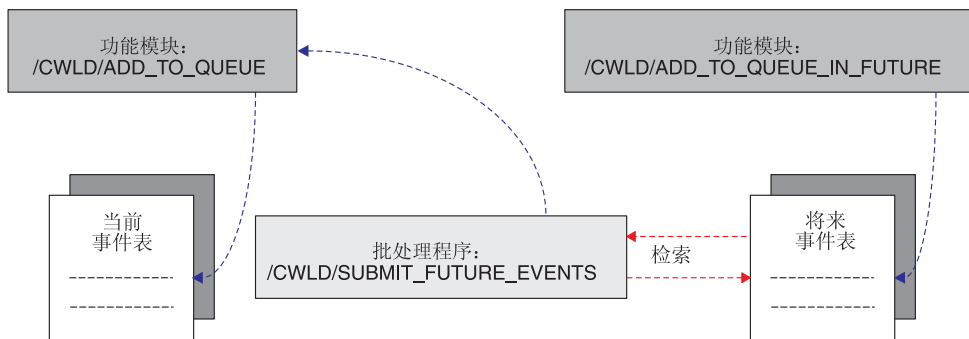 功能模块：
/CWLD/ADD_TO_QUEUE
功能模块：
/CWLD/ADD_TO_QUEUE_IN_FUTURE
当前
事件表
批处理程序：
/CWLD/SUBMIT_FUTURE_EVENTS
检索
将来
事件表